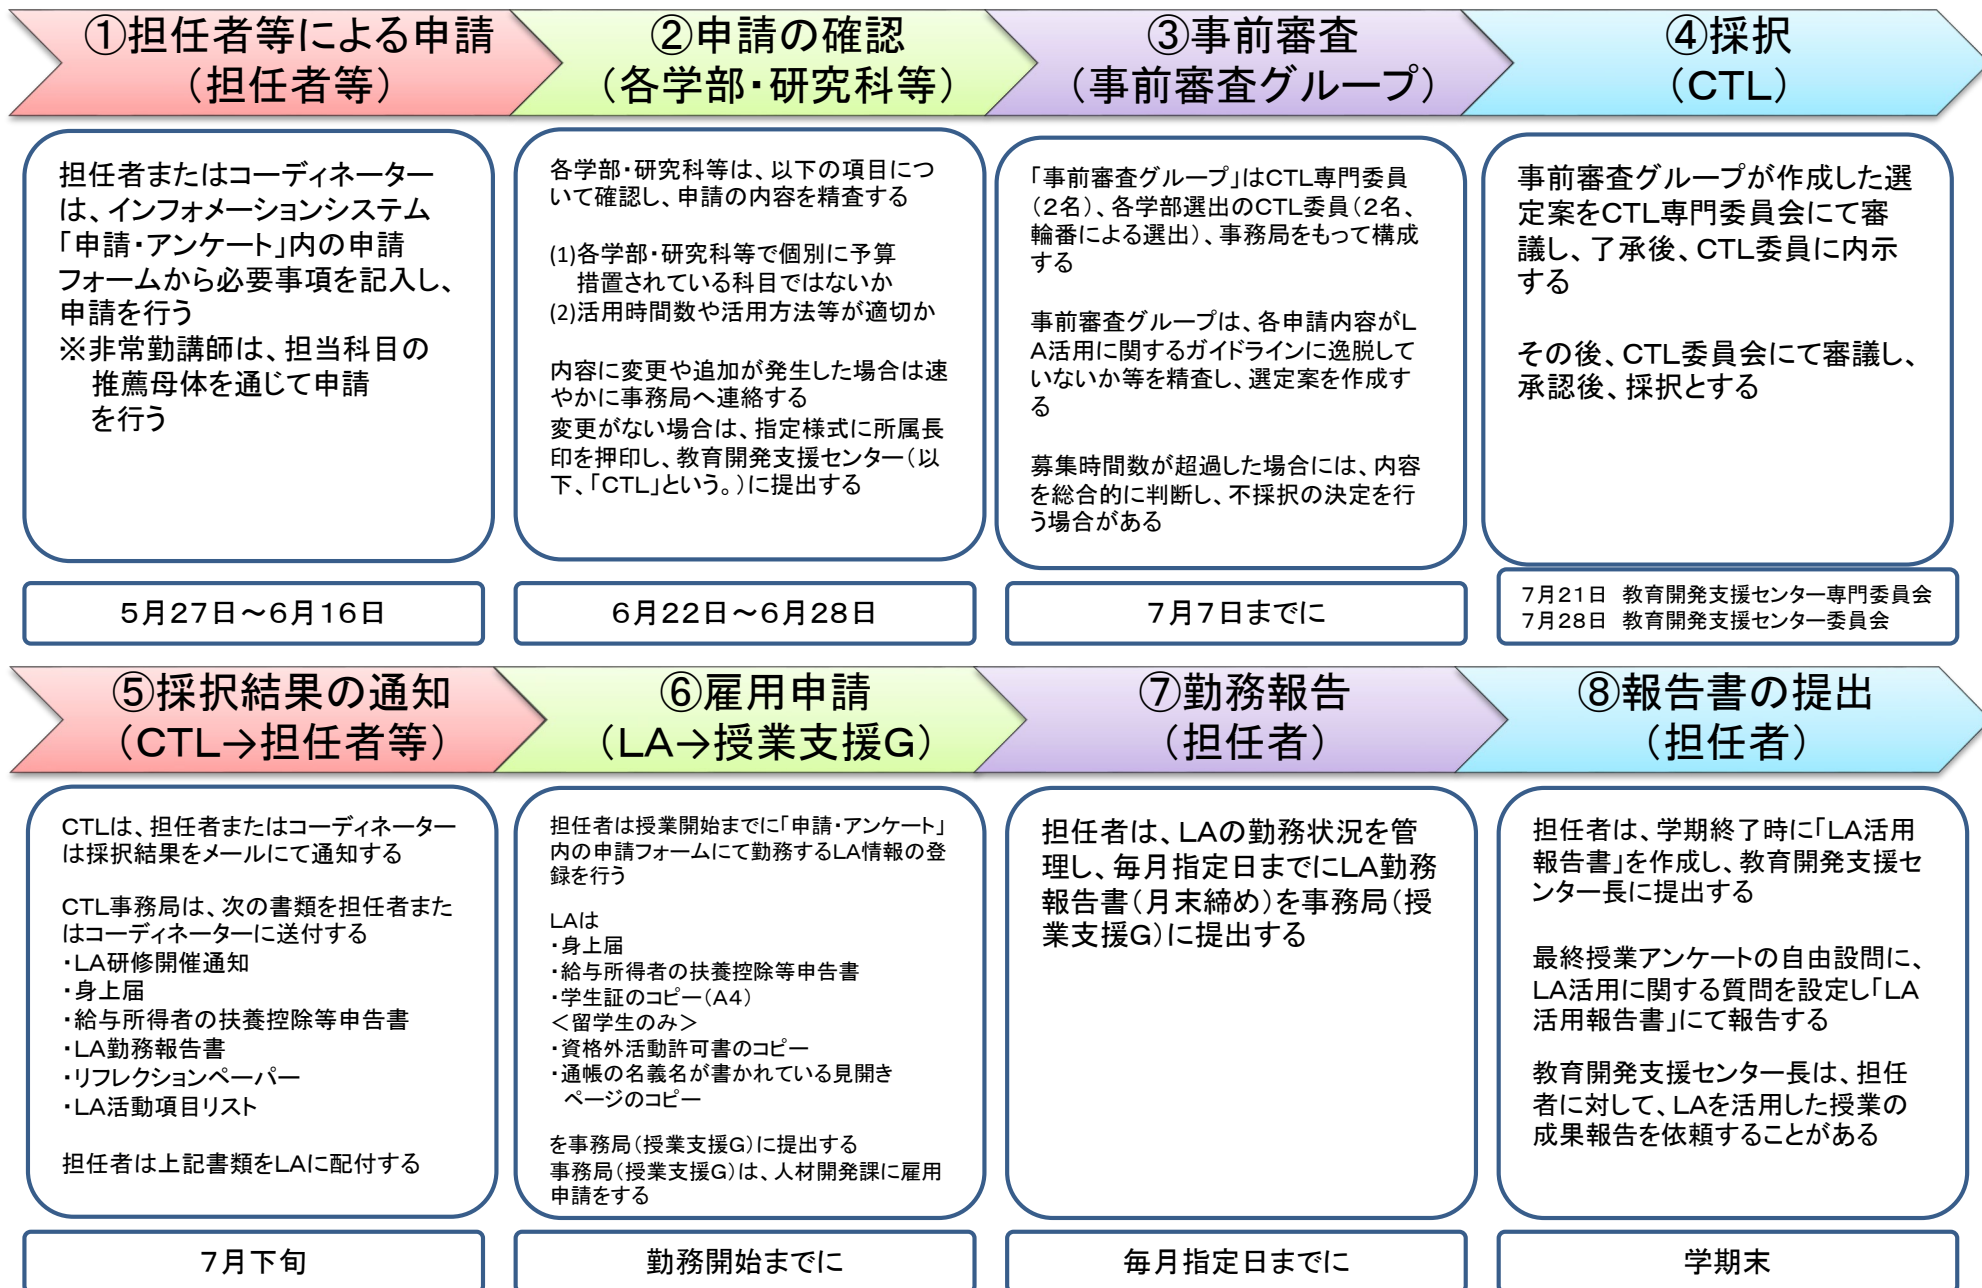 ①担任者等による申請
（担任者等）
②申請の確認
（各学部・研究科等）
③事前審査
（事前審査グループ）
④採択
（CTL）
担任者またはコーディネーター
は、インフォメーションシステム
「申請・アンケート」内の申請
フォームから必要事項を記入し、
申請を行う
※非常勤講師は、担当科目の
推薦母体を通じて申請
を行う
各学部・研究科等は、以下の項目につ
いて確認し、申請の内容を精査する
(1)各学部・研究科等で個別に予算
措置されている科目ではないか
(2)活用時間数や活用方法等が適切か
内容に変更や追加が発生した場合は速
やかに事務局へ連絡する
変更がない場合は、指定様式に所属長
印を押印し、教育開発支援センター（以
下、「CTL」という。）に提出する
「事前審査グループ」はCTL専門委員
（2名）、各学部選出のCTL委員（2名、
輪番による選出）、事務局をもって構成
する
事前審査グループは、各申請内容がL
A活用に関するガイドラインに逸脱して
いないか等を精査し、選定案を作成す
る
募集時間数が超過した場合には、内容
を総合的に判断し、不採択の決定を行
う場合がある
事前審査グループが作成した選
定案をCTL専門委員会にて審
議し、了承後、CTL委員に内示
する
その後、CTL委員会にて審議し、
承認後、採択とする
5月27日～6月16日
6月22日～6月28日
7月7日までに
7月21日　教育開発支援センター専門委員会
7月28日　教育開発支援センター委員会
⑤採択結果の通知
（CTL→担任者等）
⑥雇用申請
（LA→授業支援G）
⑦勤務報告
（担任者）
⑧報告書の提出
（担任者）
CTLは、担任者またはコーディネーター
は採択結果をメールにて通知する
CTL事務局は、次の書類を担任者また
はコーディネーターに送付する
・LA研修開催通知
・身上届
・給与所得者の扶養控除等申告書
・LA勤務報告書
・リフレクションペーパー
・LA活動項目リスト
担任者は上記書類をLAに配付する
担任者は授業開始までに「申請・アンケート」
内の申請フォームにて勤務するLA情報の登
録を行う
LAは
・身上届
・給与所得者の扶養控除等申告書
・学生証のコピー（A4）
＜留学生のみ＞
・資格外活動許可書のコピー
・通帳の名義名が書かれている見開き
ページのコピー
を事務局（授業支援G）に提出する
事務局（授業支援G）は、人材開発課に雇用
申請をする
担任者は、LAの勤務状況を管
理し、毎月指定日までにLA勤務
報告書（月末締め）を事務局（授
業支援G）に提出する
担任者は、学期終了時に「LA活用
報告書」を作成し、教育開発支援セ
ンター長に提出する
最終授業アンケートの自由設問に、
LA活用に関する質問を設定し「LA
活用報告書」にて報告する
教育開発支援センター長は、担任
者に対して、LAを活用した授業の
成果報告を依頼することがある
7月下旬
勤務開始までに
毎月指定日までに
学期末